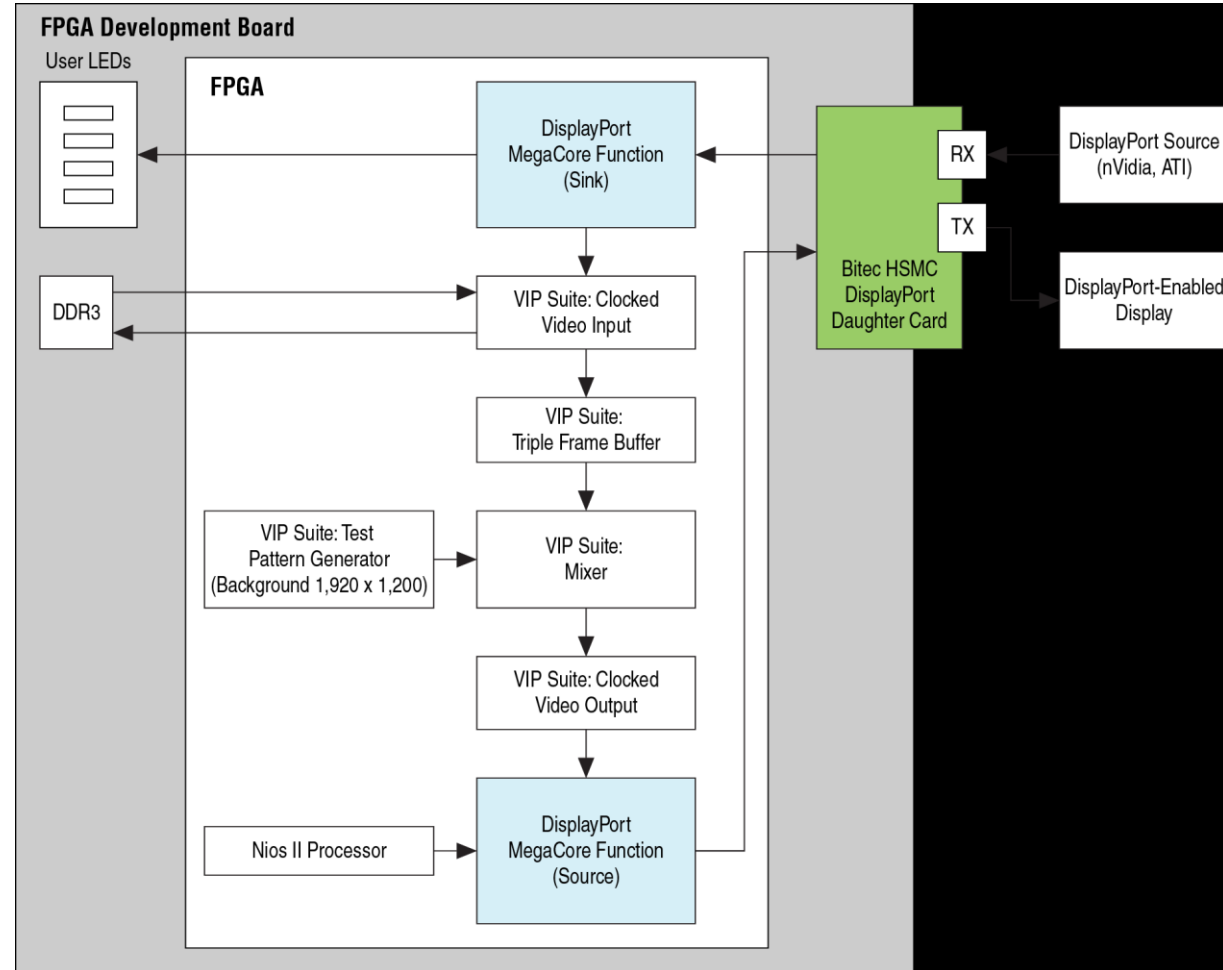 FPGA Development Board
User LEDs
FPGA
DisplayPort
MegaCore Function
(Sink)
RX
DisplayPort Source
(nVidia, ATI)
TX
Bitec HSMC
DisplayPort
Daughter Card
DisplayPort-Enabled
Display
DDR3
VIP Suite: Clocked
Video Input
VIP Suite:
Triple Frame Buffer
VIP Suite: Test
Pattern Generator
(Background 1,920 x 1,200)
VIP Suite:
Mixer
VIP Suite: Clocked
Video Output
Nios II Processor
DisplayPort
MegaCore Function
(Source)